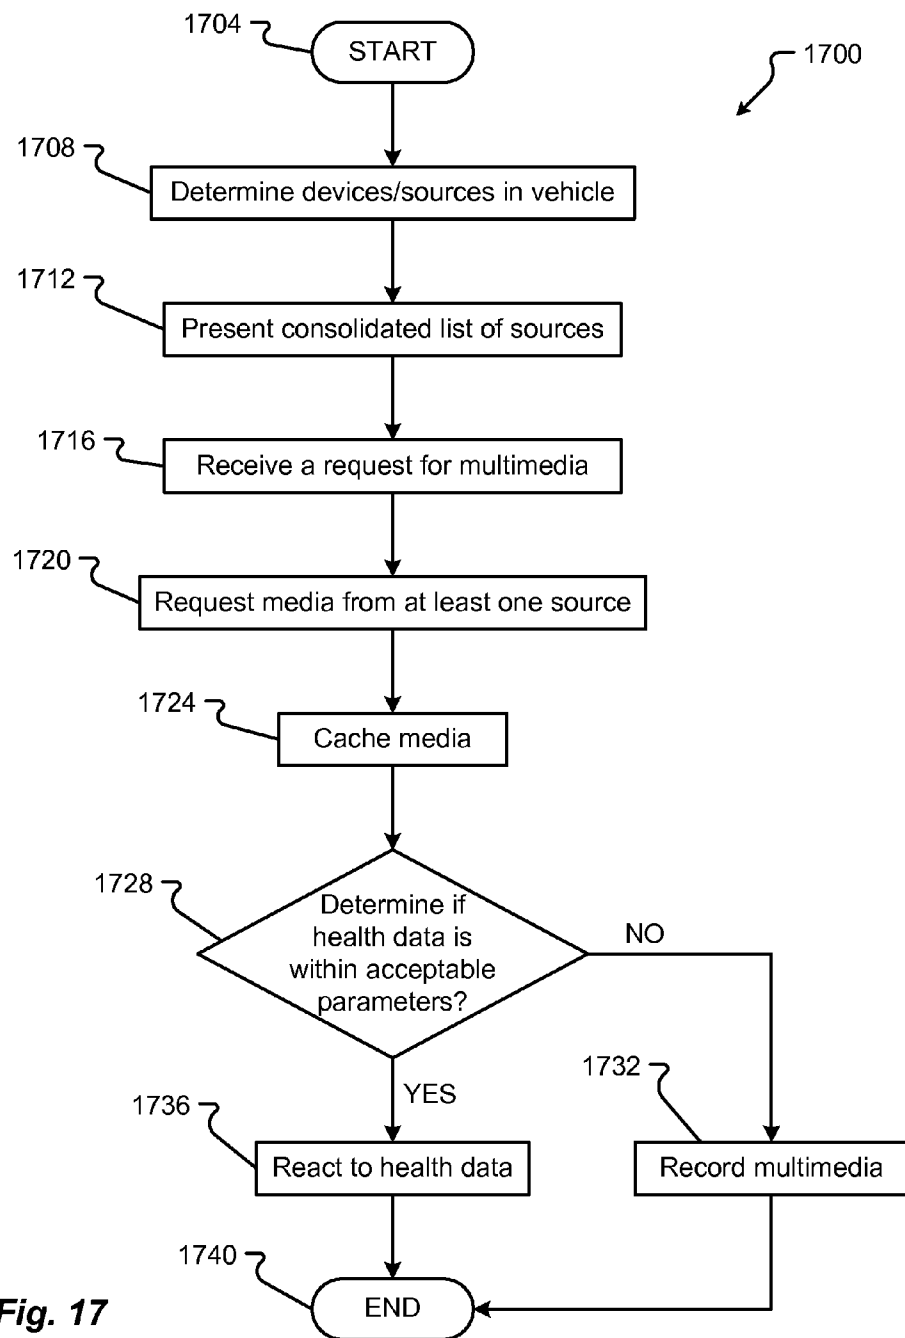 1704
START
1700
1708
Determine devices/sources in vehicle
1712
Present consolidated list of sources
1716
Receive a request for multimedia
1720
Request media from at least one source
1724
Cache media
1728
Determine if
health data is
within acceptable
parameters?
NO
YES
1732
1736
React to health data
Record multimedia
1740
END
Fig. 17